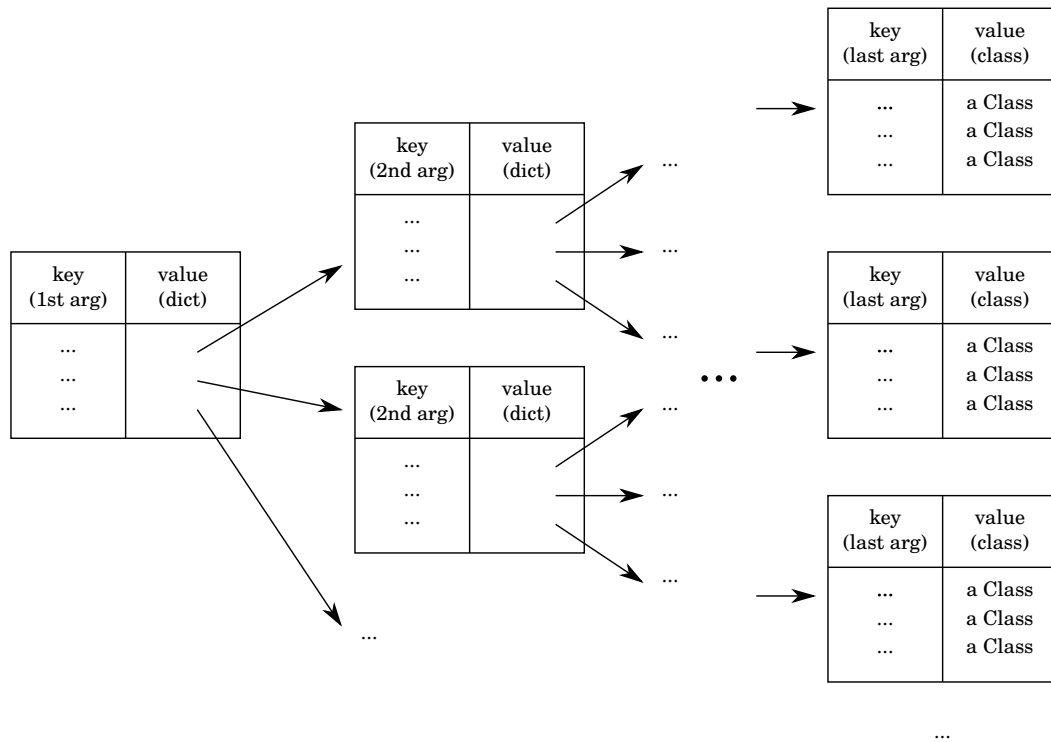 key value
(1st arg) (dict)
...
...
...
key value
(2nd arg) (dict)
...
...
...
key value
(2nd arg) (dict)
...
...
...
...
...
...
...
...
...
...
...
key value
(last arg) (class)
... a Class
... a Class
... a Class
key value
(last arg) (class)
... a Class
... a Class
... a Class
key value
(last arg) (class)
... a Class
... a Class
... a Class
...